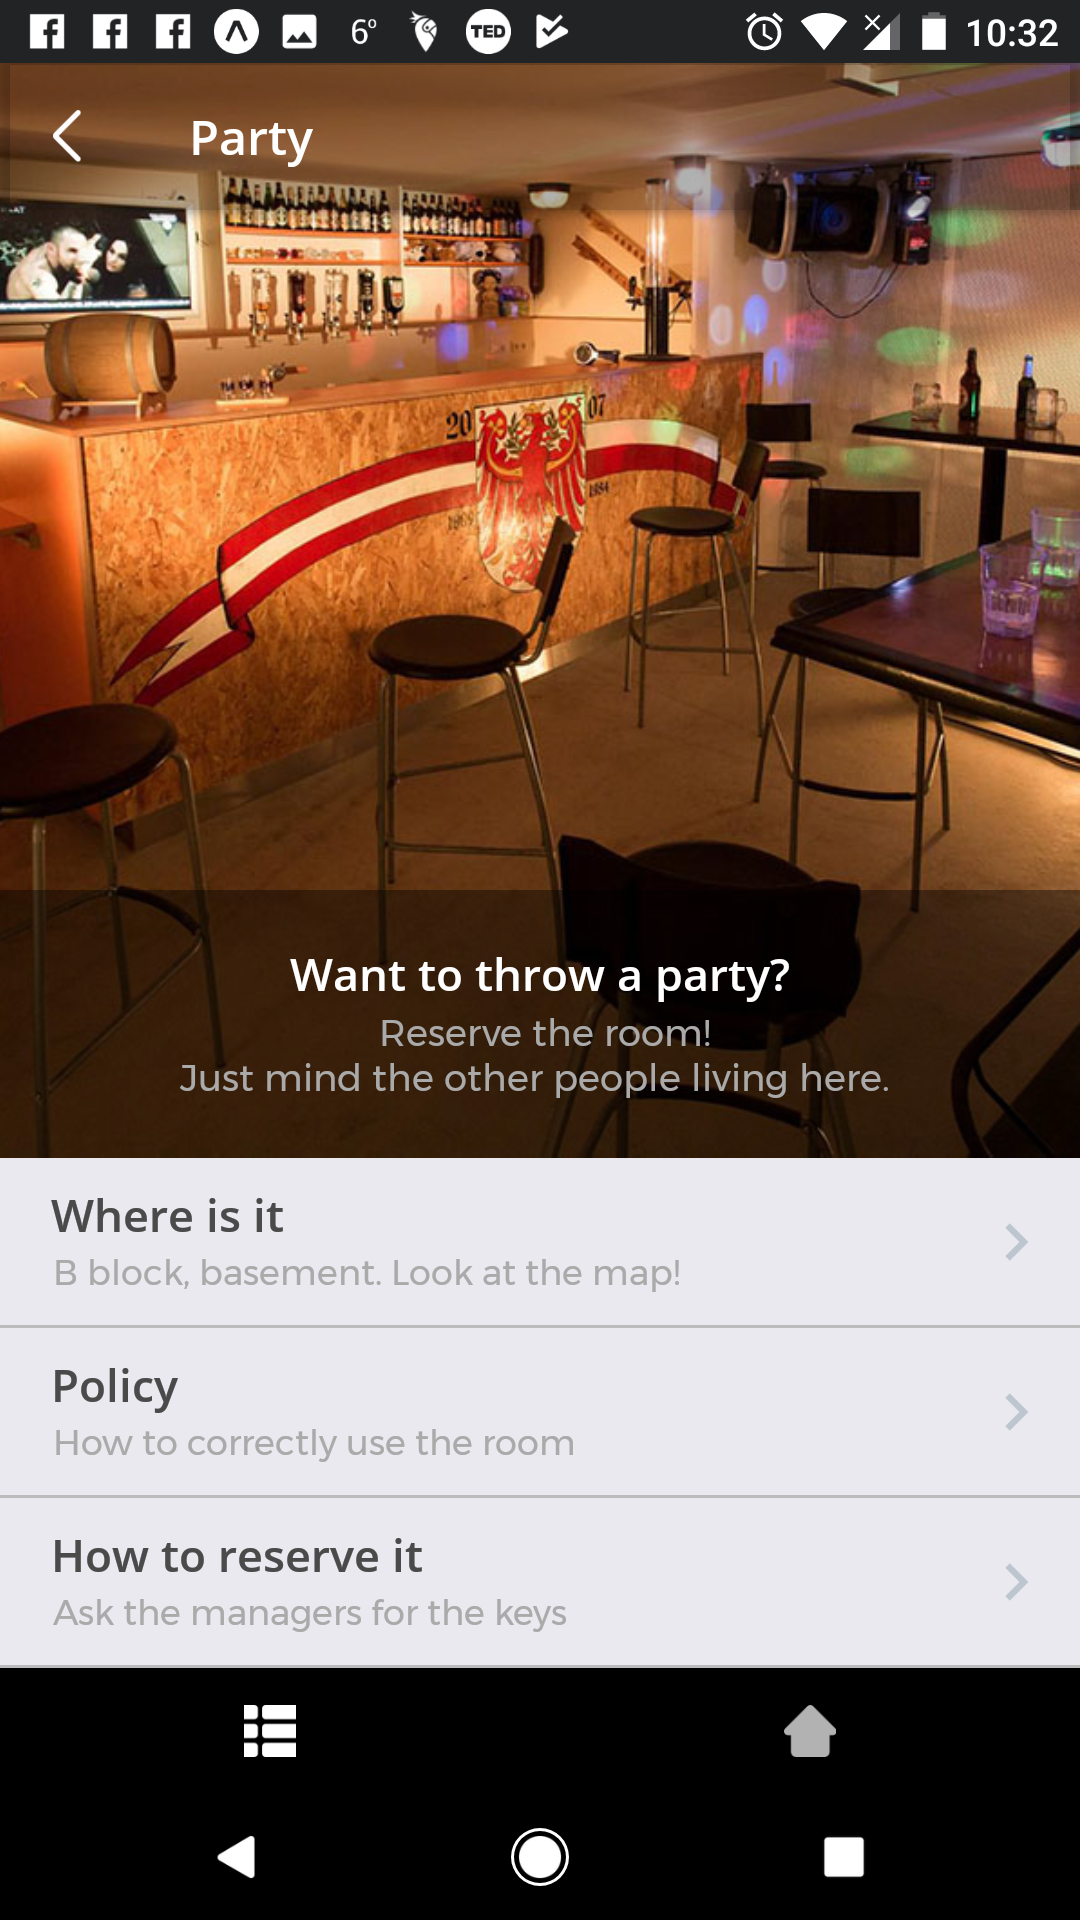 6°
TED
10:32
Party
20 07
1984
Want to throw a party?
Reserve the room!
Just mind the other people living here.
Where is it
B block, basement. Look at the map!
Policy
How to correctly use the room
How to reserve it
Ask the managers for the keys